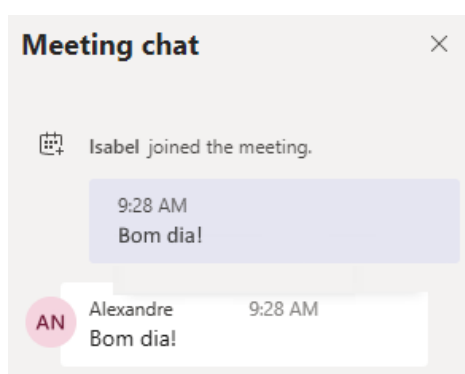 Meeting chat
Isabel joined the meeting.
9:28 AM
Bom dia!
AN
Alexandre 9:28 AM
Bom dia!